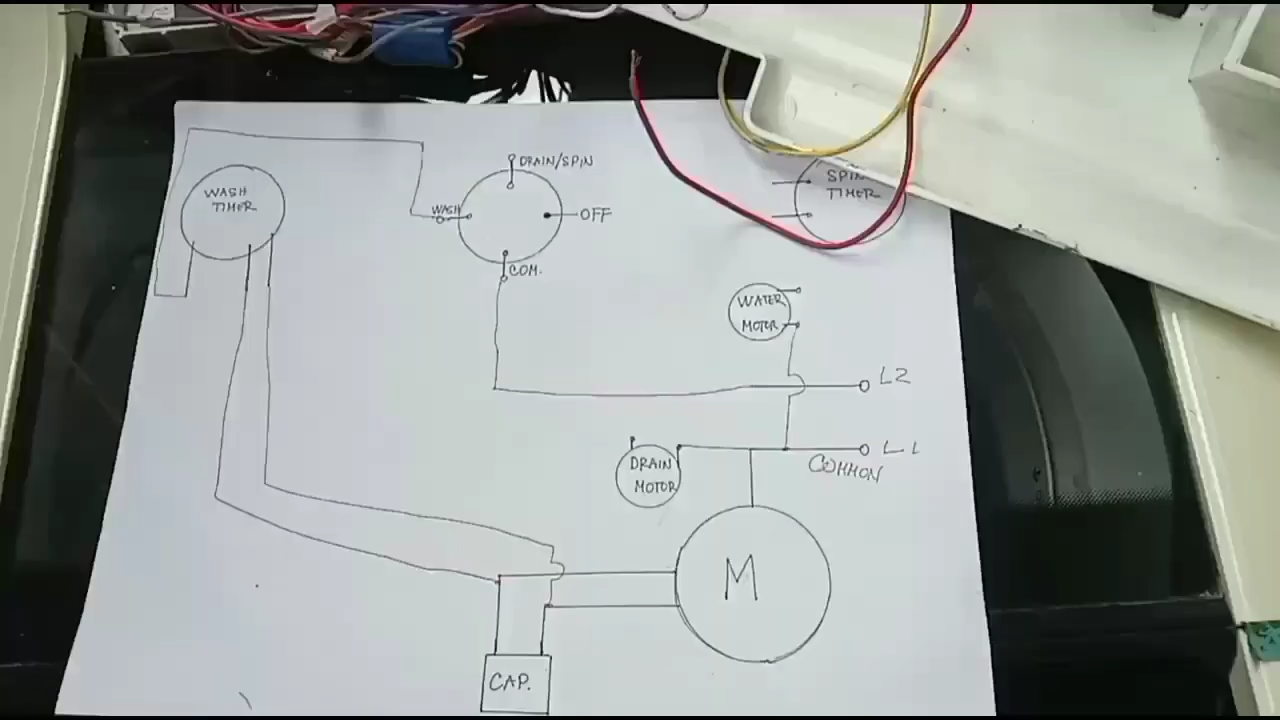 DRAIN/SPIN
WASH
TIMER
WASH
OFF
COM.
SPIN
TIMER
WATER
MOTOR
L2
L1
COMMON
DRAIN
MOTOR
M
CAP.